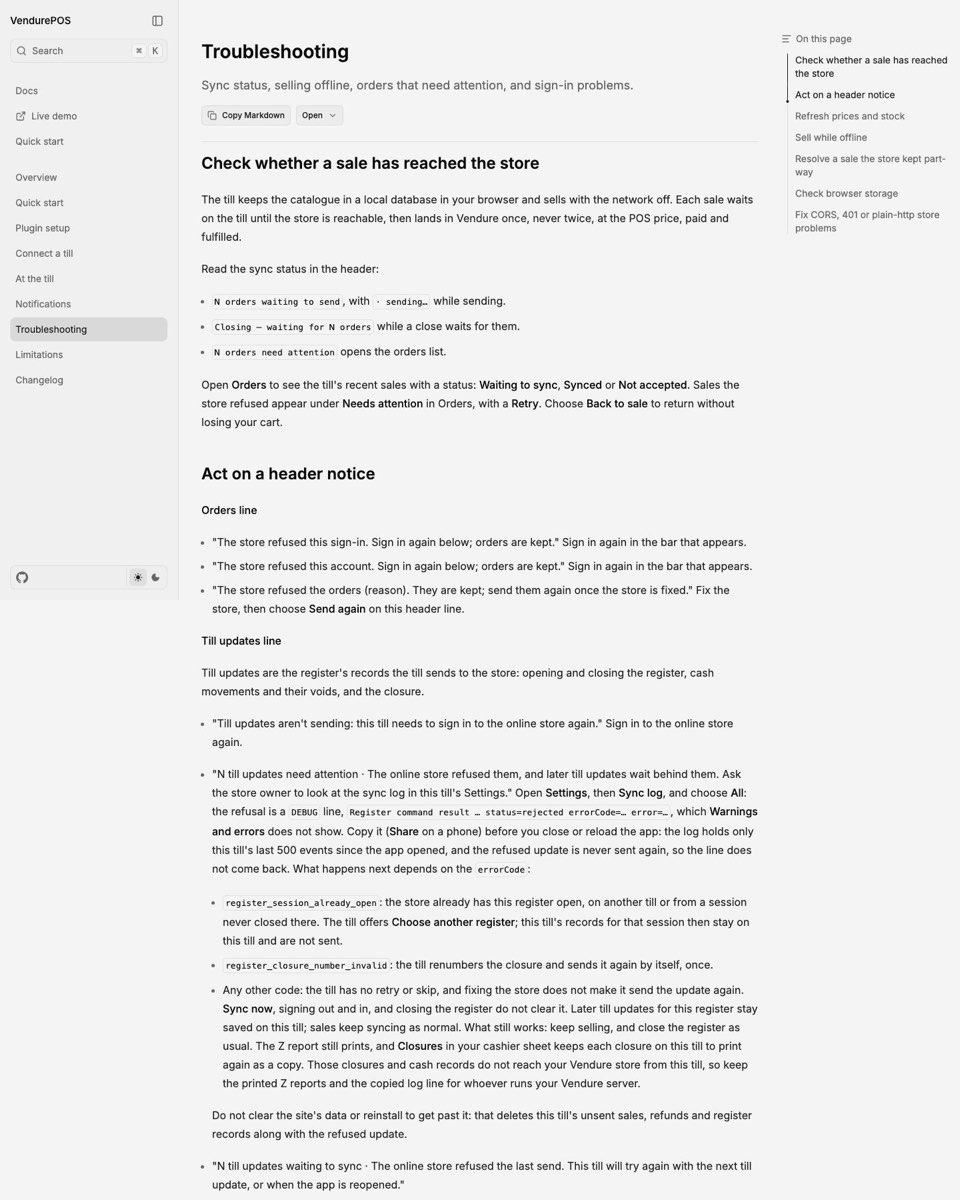 VendurePOS
Search
⌘ K
Docs
Live demo
Quick start
Overview
Quick start
Plugin setup
Connect a till
At the till
Notifications
Troubleshooting
Limitations
Changelog
Troubleshooting
Sync status, selling offline, orders that need attention, and sign-in problems.
Copy Markdown
Open
Check whether a sale has reached the store
The till keeps the catalogue in a local database in your browser and sells with the network off. Each sale waits
on the till until the store is reachable, then lands in Vendure once, never twice, at the POS price, paid and
fulfilled.
Read the sync status in the header:
• N orders waiting to send, with · sending… while sending.
• Closing — waiting for N orders while a close waits for them.
• N orders need attention opens the orders list.
Open Orders to see the till's recent sales with a status: Waiting to sync, Synced or Not accepted. Sales the
store refused appear under Needs attention in Orders, with a Retry. Choose Back to sale to return without
losing your cart.
Act on a header notice
Orders line
• "The store refused this sign-in. Sign in again below; orders are kept." Sign in again in the bar that appears.
• "The store refused this account. Sign in again below; orders are kept." Sign in again in the bar that appears.
• "The store refused the orders (reason). They are kept; send them again once the store is fixed." Fix the
store, then choose Send again on this header line.
Till updates line
Till updates are the register's records the till sends to the store: opening and closing the register, cash
movements and their voids, and the closure.
• "Till updates aren't sending: this till needs to sign in to the online store again." Sign in to the online store
again.
• "N till updates need attention · The online store refused them, and later till updates wait behind them. Ask
the store owner to look at the sync log in this till's Settings." Open Settings, then Sync log, and choose All:
the refusal is a DEBUG line, Register command result … status=rejected errorCode=… error=…, which Warnings
and errors does not show. Copy it (Share on a phone) before you close or reload the app: the log holds only
this till's last 500 events since the app opened, and the refused update is never sent again, so the line does
not come back. What happens next depends on the errorCode:
• register_session_already_open: the store already has this register open, on another till or from a session
never closed there. The till offers Choose another register; this till's records for that session then stay on
this till and are not sent.
• register_closure_number_invalid: the till renumbers the closure and sends it again by itself, once.
• Any other code: the till has no retry or skip, and fixing the store does not make it send the update again.
Sync now, signing out and in, and closing the register do not clear it. Later till updates for this register stay
saved on this till; sales keep syncing as normal. What still works: keep selling, and close the register as
usual. The Z report still prints, and Closures in your cashier sheet keeps each closure on this till to print
again as a copy. Those closures and cash records do not reach your Vendure store from this till, so keep
the printed Z reports and the copied log line for whoever runs your Vendure server.
Do not clear the site's data or reinstall to get past it: that deletes this till's unsent sales, refunds and register
records along with the refused update.
• "N till updates waiting to sync · The online store refused the last send. This till will try again with the next till
update, or when the app is reopened."
On this page
Check whether a sale has reached
the store
Act on a header notice
Refresh prices and stock
Sell while offline
Resolve a sale the store kept part-
way
Check browser storage
Fix CORS, 401 or plain-http store
problems